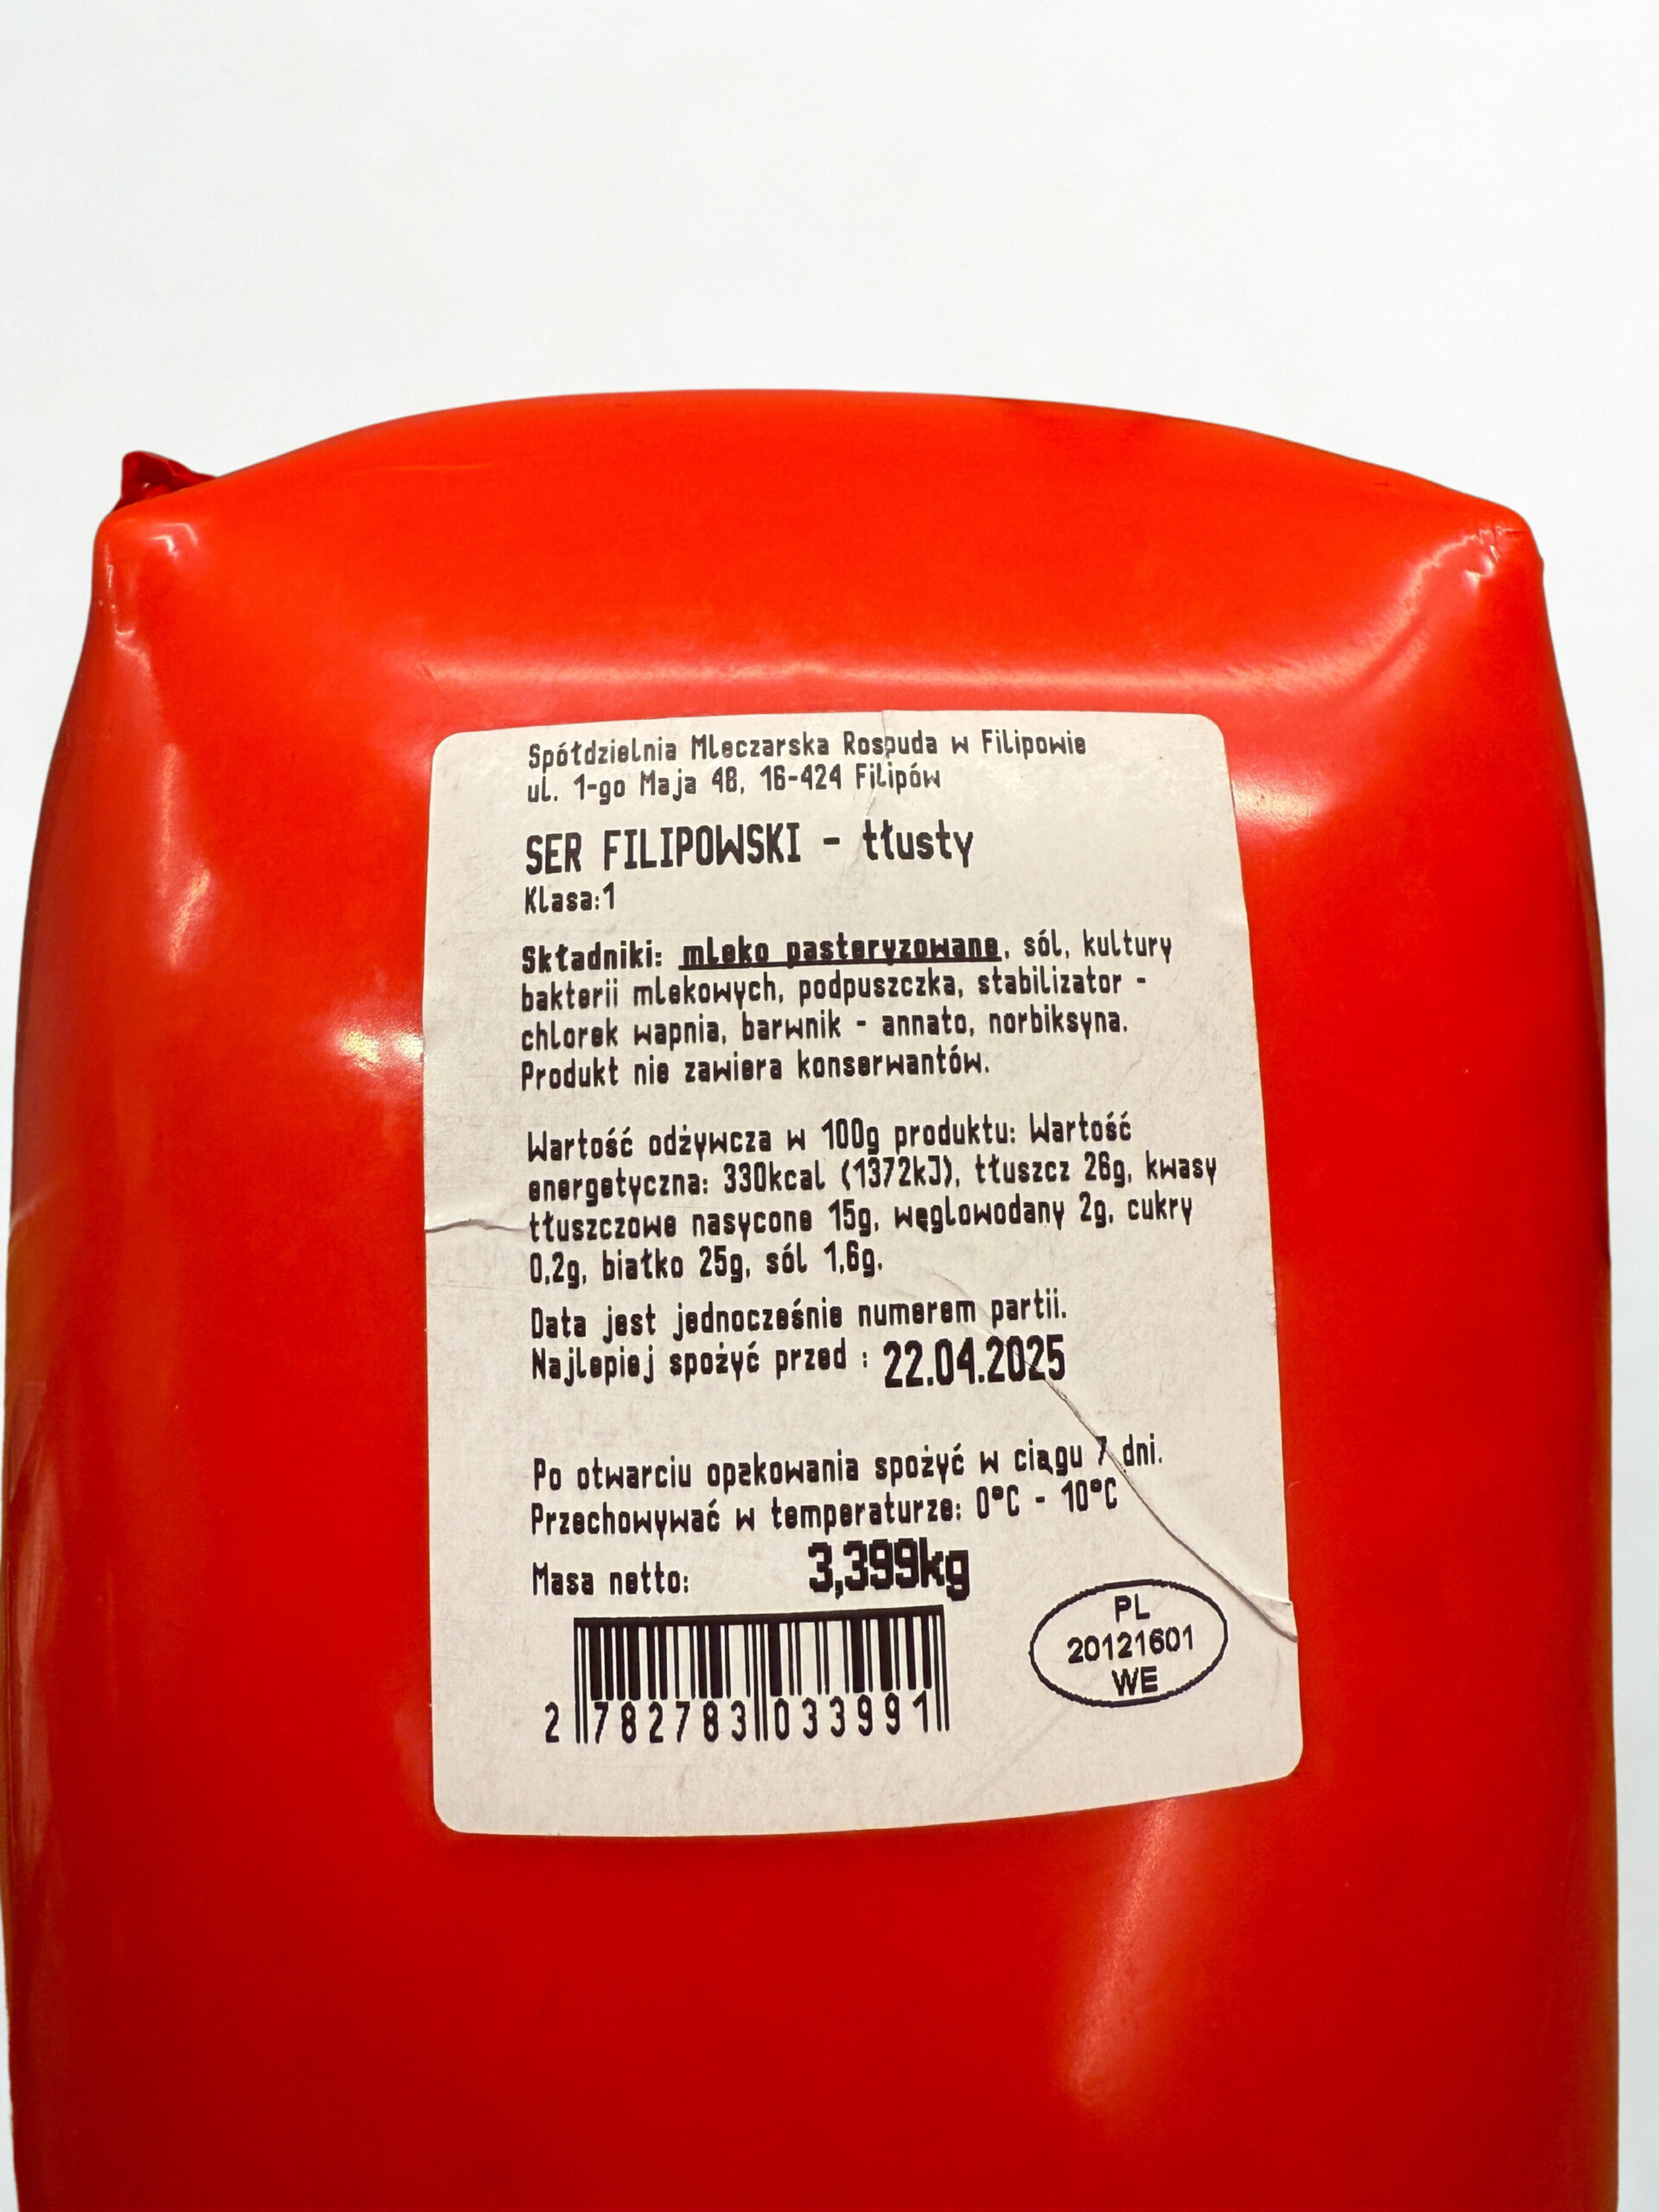 Spółdzielnia Mleczarska Rospuda w Filipowie
ul. 1-go Maja 48, 16-424 Filipów
SER FILIPOWSKI - tłusty
Klasa:1
Składniki: mleko pasteryzowane, sól, kultury
bakterii mlekowych, podpuszczka, stabilizator -
chlorek wapnia, barwnik - annato, norbiksyna.
Produkt nie zawiera konserwantów.
Wartość odżywcza w 100g produktu: Wartość
energetyczna: 330kcal (1372kJ), tłuszcz 26g, kwasy
tłuszczowe nasycone 15g, węglowodany 2g, cukry
0,2g, białko 25g, sól 1,6g.
Data jest jednocześnie numerem partii.
Najlepiej spożyć przed : 22.04.2025
Po otwarciu opakowania spożyć w ciągu 7 dni.
Przechowywać w temperaturze: 0°C - 10°C
Masa netto: 3,399kg
PL
20121601
WE
2 782783 033991